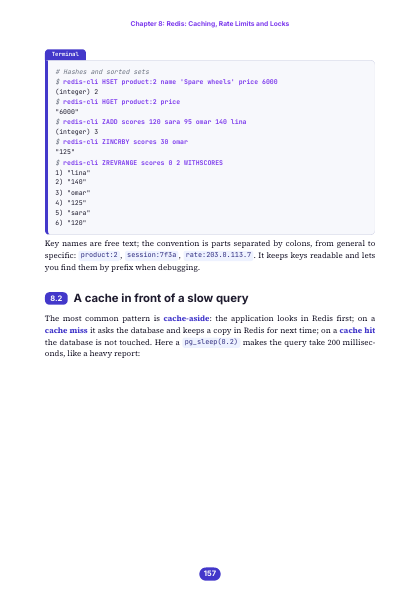 Chapter 8: Redis: Caching, Rate Limits and Locks
Terminal
# Hashes and sorted sets
$ redis-cli HSET product:2 name 'Spare wheels' price 6000
(integer) 2
$ redis-cli HGET product:2 price
"6000"
$ redis-cli ZADD scores 120 sara 95 omar 140 lina
(integer) 3
$ redis-cli ZINCRBY scores 30 omar
"125"
$ redis-cli ZREVRANGE scores 0 2 WITHSCORES
1) "lina"
2) "140"
3) "omar"
4) "125"
5) "sara"
6) "120"
Key names are free text; the convention is parts separated by colons, from general to
specific: product:2, session:7f3a, rate:203.0.113.7. It keeps keys readable and lets
you find them by prefix when debugging.
8.2 A cache in front of a slow query
The most common pattern is cache-aside: the application looks in Redis first; on a
cache miss it asks the database and keeps a copy in Redis for next time; on a cache hit
the database is not touched. Here a pg_sleep(0.2) makes the query take 200 millisec-
onds, like a heavy report:
157